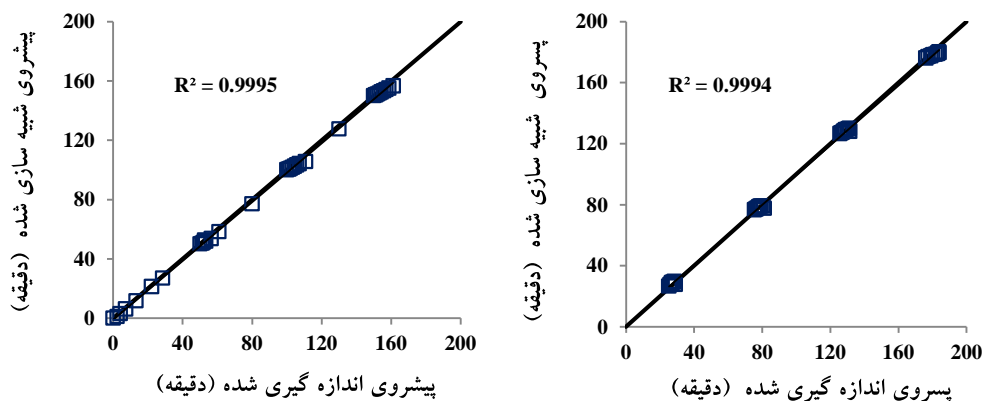 پیشروی شبیه سازی شده (دقیقه)
200
160
120
80
40
0
R² = 0.9995
0 40 80 120 160 200
پیشروی اندازه گیری شده (دقیقه)
پسروی شبیه سازی شده (دقیقه)
200
160
120
80
40
0
R² = 0.9994
0 40 80 120 160 200
پسروی اندازه گیری شده (دقیقه)